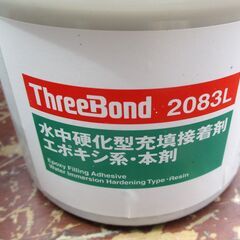 ThreeBond 2083L
水中硬化型充填接着剤
エポキシ系・本剤
Epoxy Filling Adhesive
Water Immersion Hardening Type・Resin